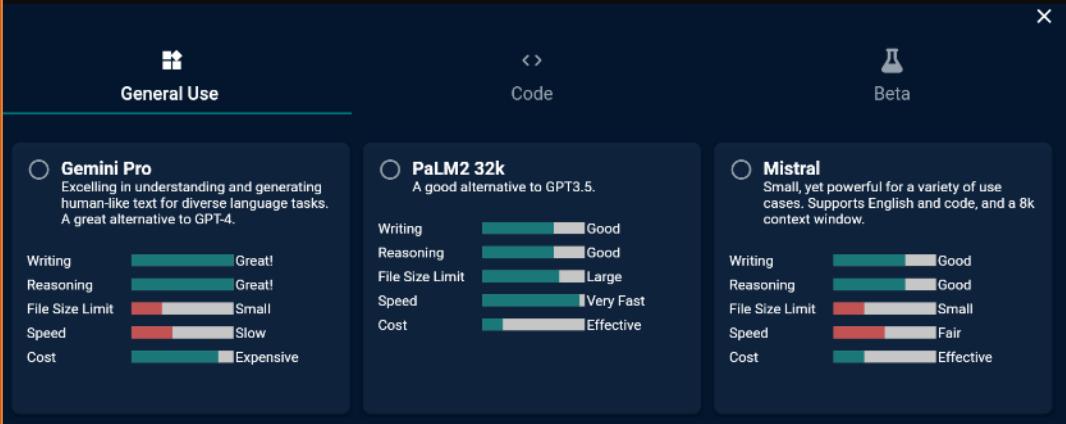 General Use
Code
Beta
Gemini Pro
Excelling in understanding and generating
human-like text for diverse language tasks.
A great alternative to GPT-4.
Writing Great!
Reasoning Great!
File Size Limit Small
Speed Slow
Cost Expensive
PaLM2 32k
A good alternative to GPT3.5.
Writing Good
Reasoning Good
File Size Limit Large
Speed Very Fast
Cost Effective
Mistral
Small, yet powerful for a variety of use
cases. Supports English and code, and a 8k
context window.
Writing Good
Reasoning Good
File Size Limit Small
Speed Fair
Cost Effective